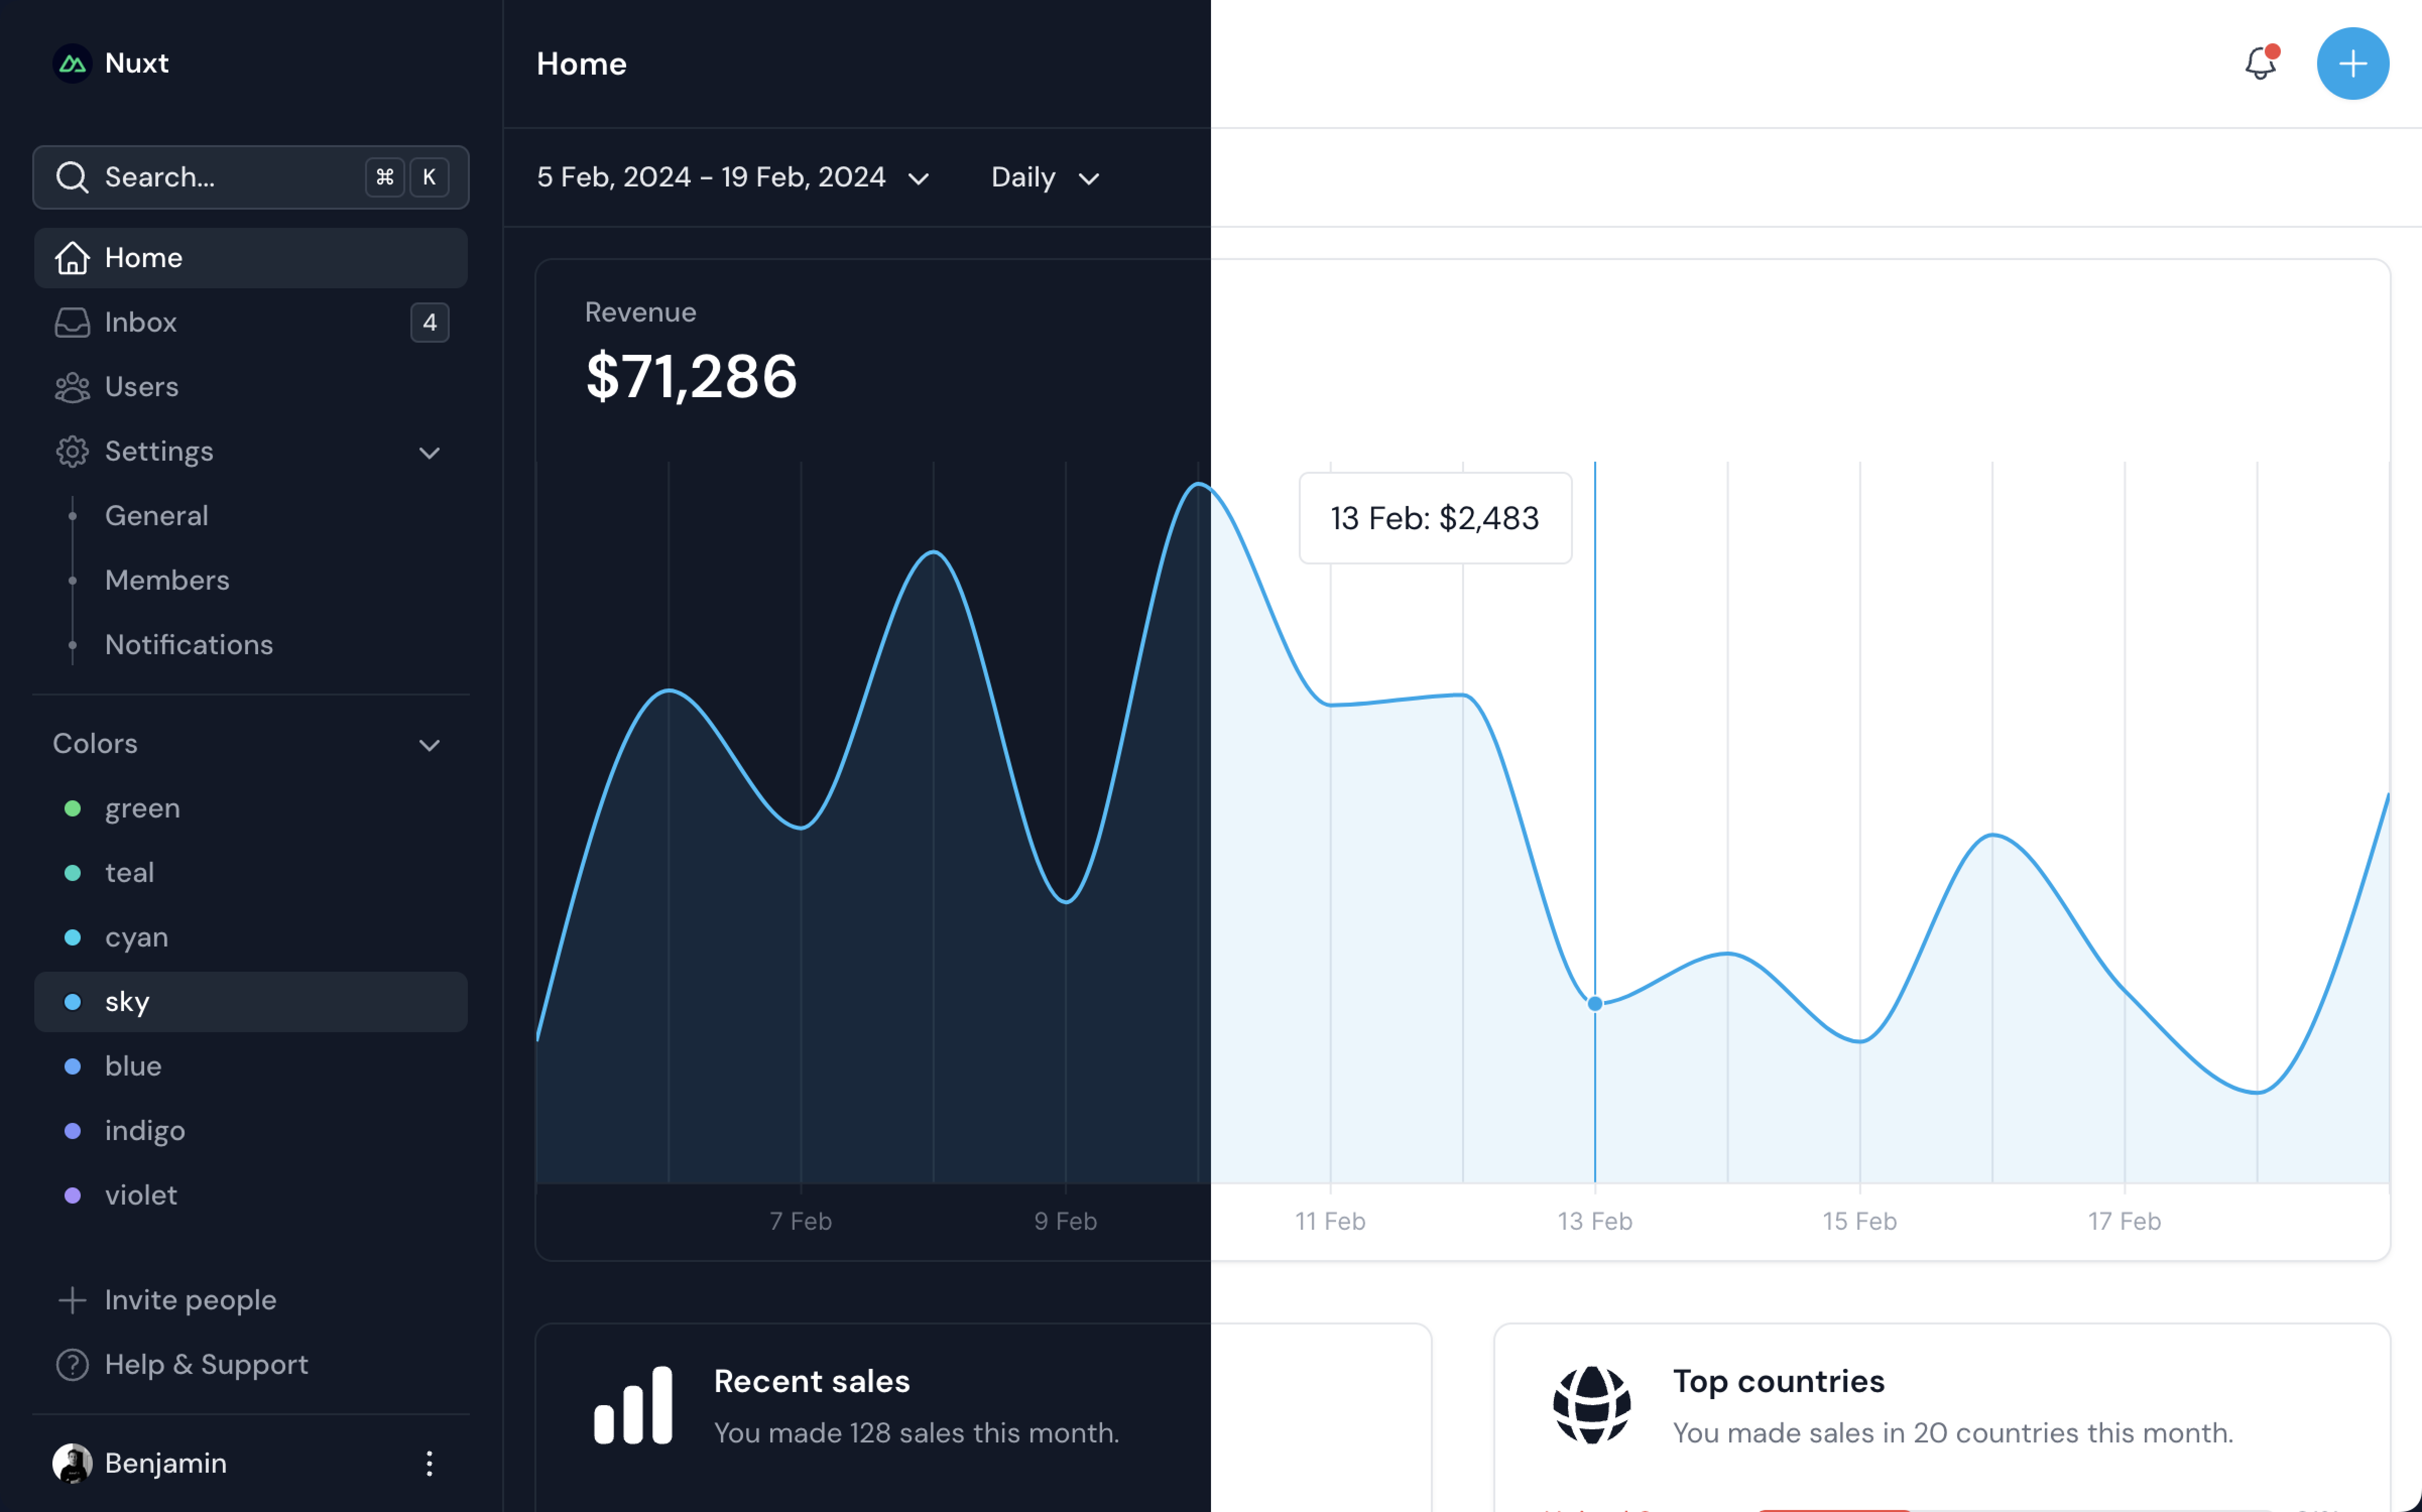 Nuxt
Search...
⌘ K
Home
Inbox
4
Users
Settings
General
Members
Notifications
Colors
green
teal
cyan
sky
blue
indigo
violet
Invite people
Help & Support
Benjamin
Home
5 Feb, 2024 - 19 Feb, 2024
Daily
Revenue
$71,286
13 Feb: $2,483
7 Feb
9 Feb
11 Feb
13 Feb
15 Feb
17 Feb
Recent sales
You made 128 sales this month.
Top countries
You made sales in 20 countries this month.